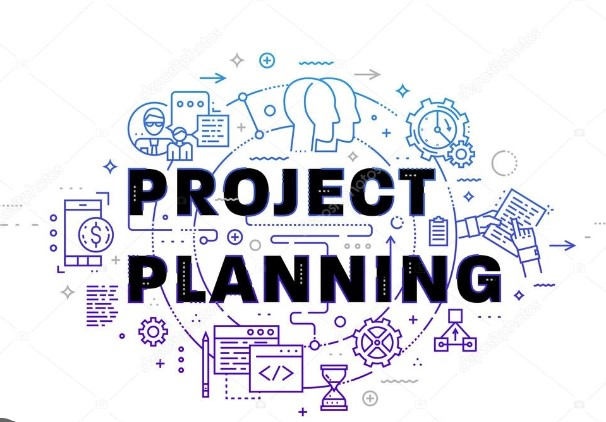 PROJECT
PLANNING
$
</>